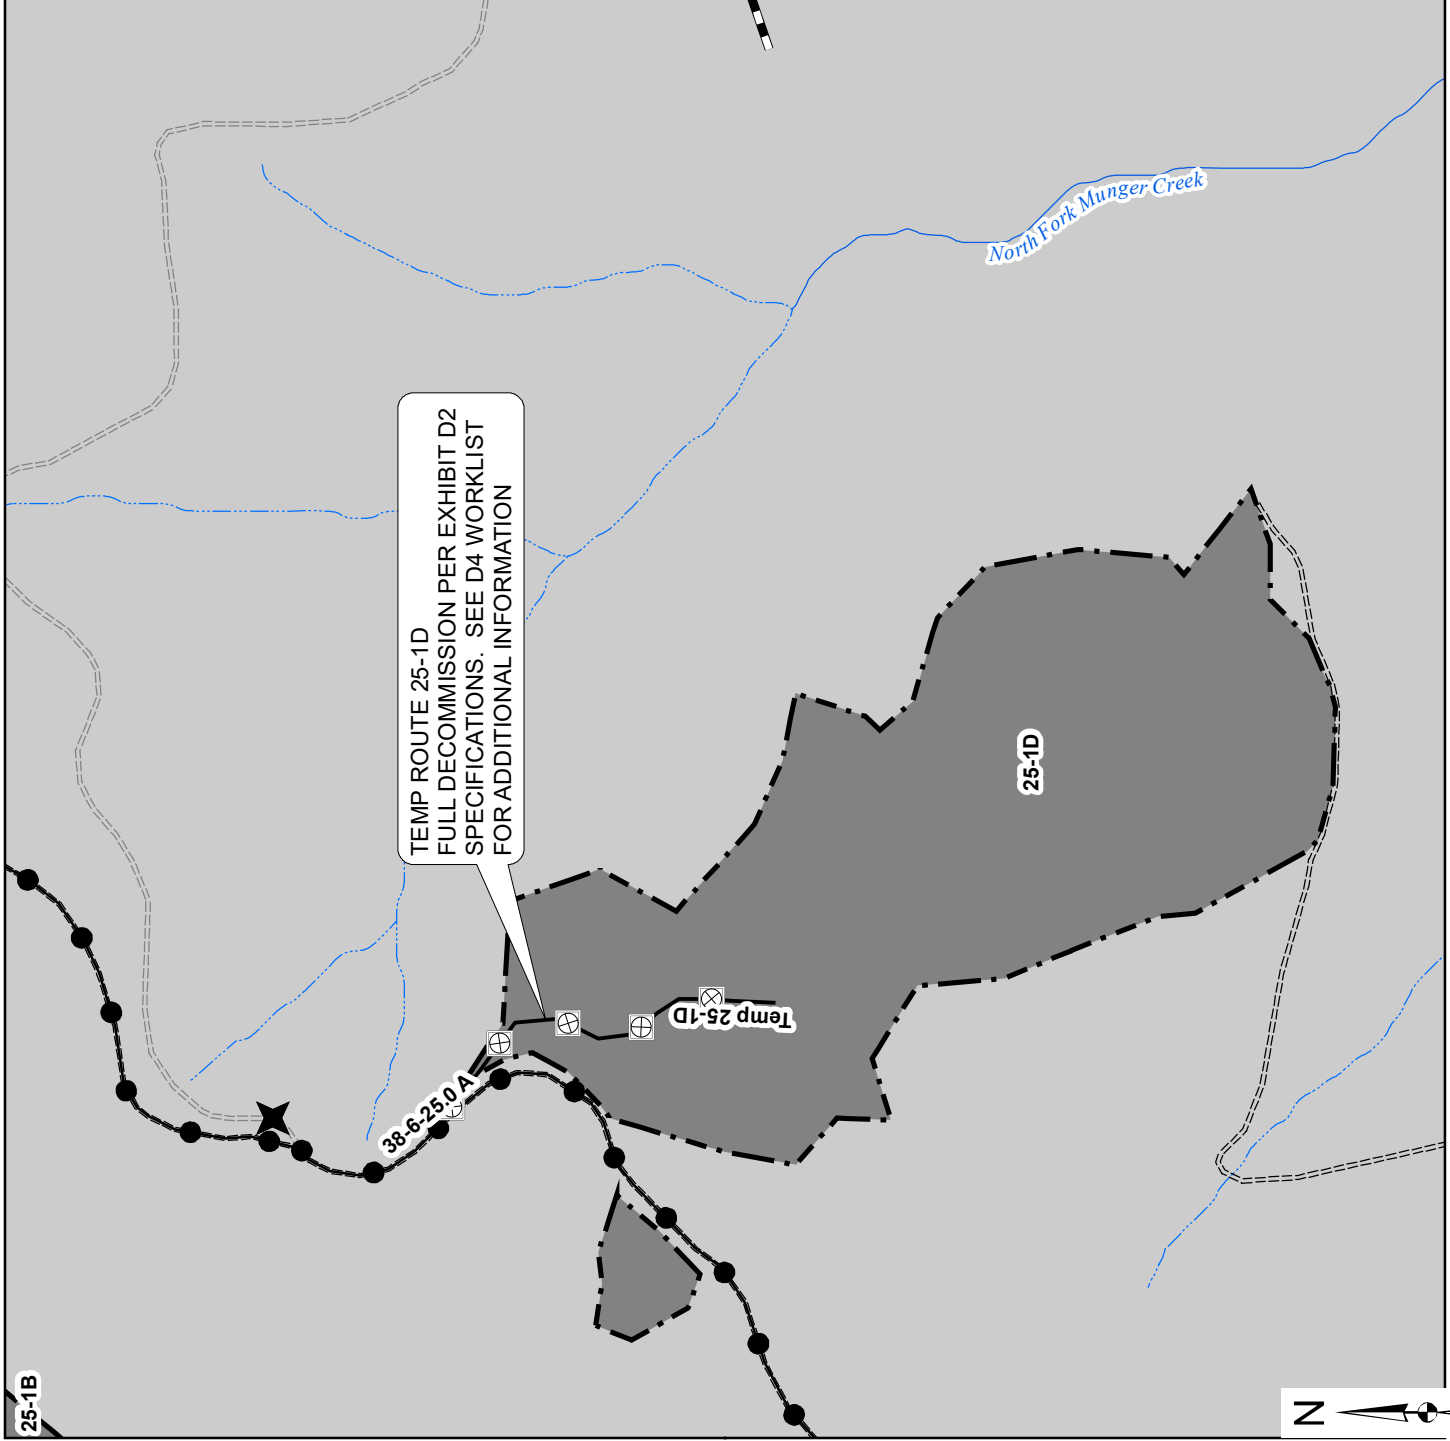 25-1B
TEMP ROUTE 25-1D
FULL DECOMMISSION PER EXHIBIT D2
SPECIFICATIONS.  SEE D4 WORKLIST
FOR ADDITIONAL INFORMATION
38-6-25.0 A
Temp 25-1D
25-1D
North Fork Munger Creek
N